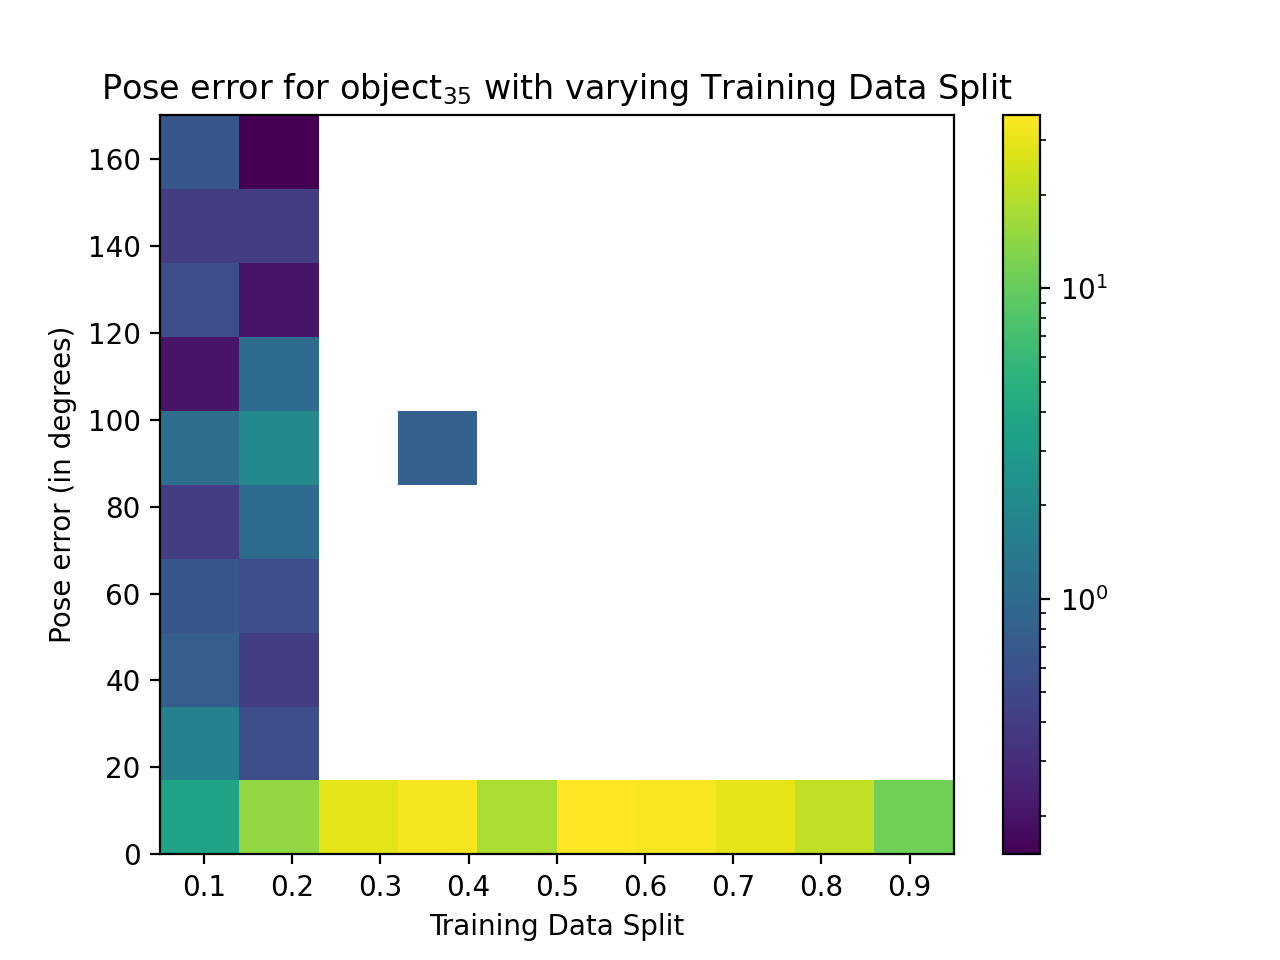 Pose error for object₃₅ with varying Training Data Split
160
140
120
100
80
60
40
20
0
Pose error (in degrees)
0.1 0.2 0.3 0.4 0.5 0.6 0.7 0.8 0.9
Training Data Split
10¹
10⁰